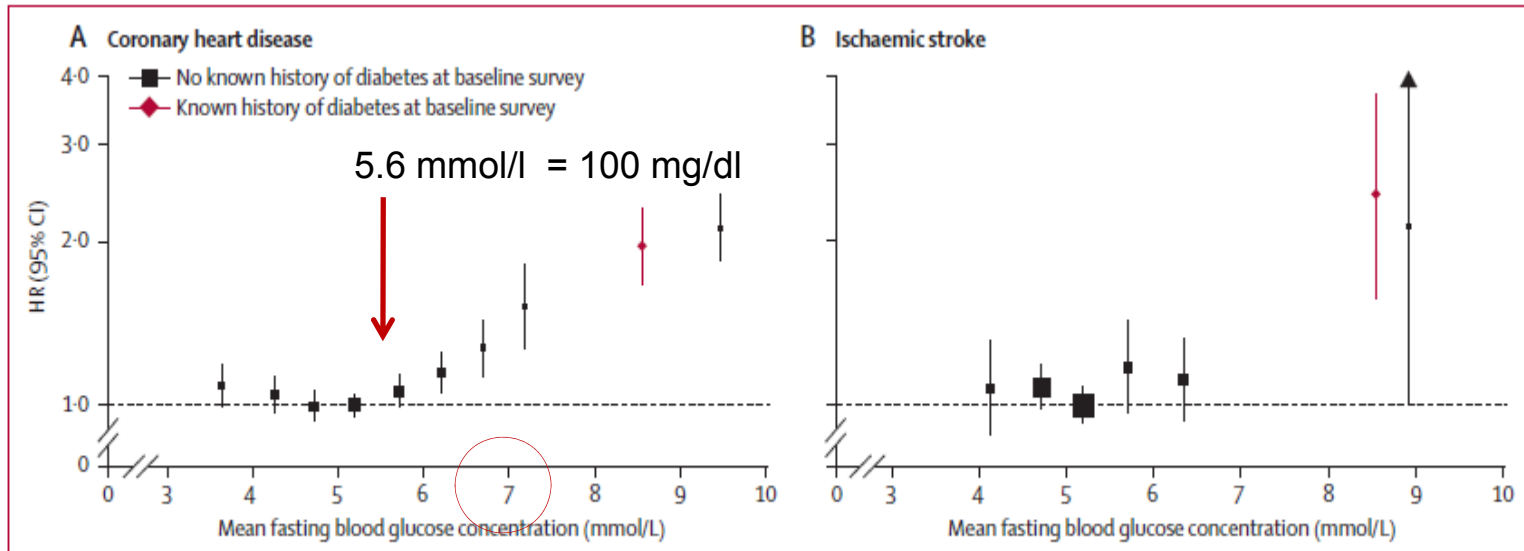 A Coronary heart disease
4·0
No known history of diabetes at baseline survey
Known history of diabetes at baseline survey
3·0
5.6 mmol/l = 100 mg/dl
2·0
HR (95% CI)
1·0
0
0 3 4 5 6 7 8 9 10
Mean fasting blood glucose concentration (mmol/L)
B Ischaemic stroke
0 3 4 5 6 7 8 9 10
Mean fasting blood glucose concentration (mmol/L)